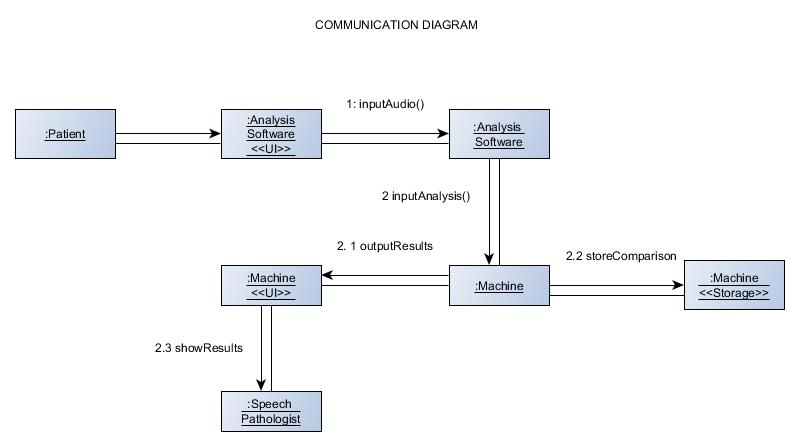 COMMUNICATION DIAGRAM
1: inputAudio()
:Patient
:Analysis
Software
<<UI>>
:Analysis
Software
2 inputAnalysis()
2. 1 outputResults
2.2 storeComparison
:Machine
<<UI>>
:Machine
:Machine
<<Storage>>
2.3 showResults
:Speech
Pathologist